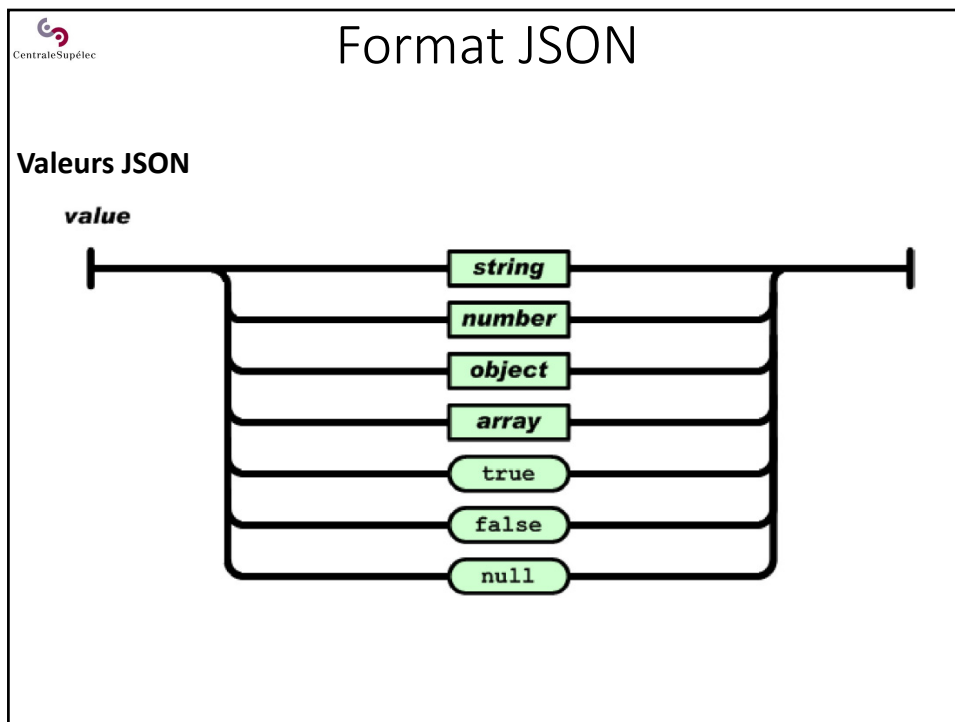 CentraleSupélec
Format JSON
Valeurs JSON
value
string
number
object
array
true
false
null